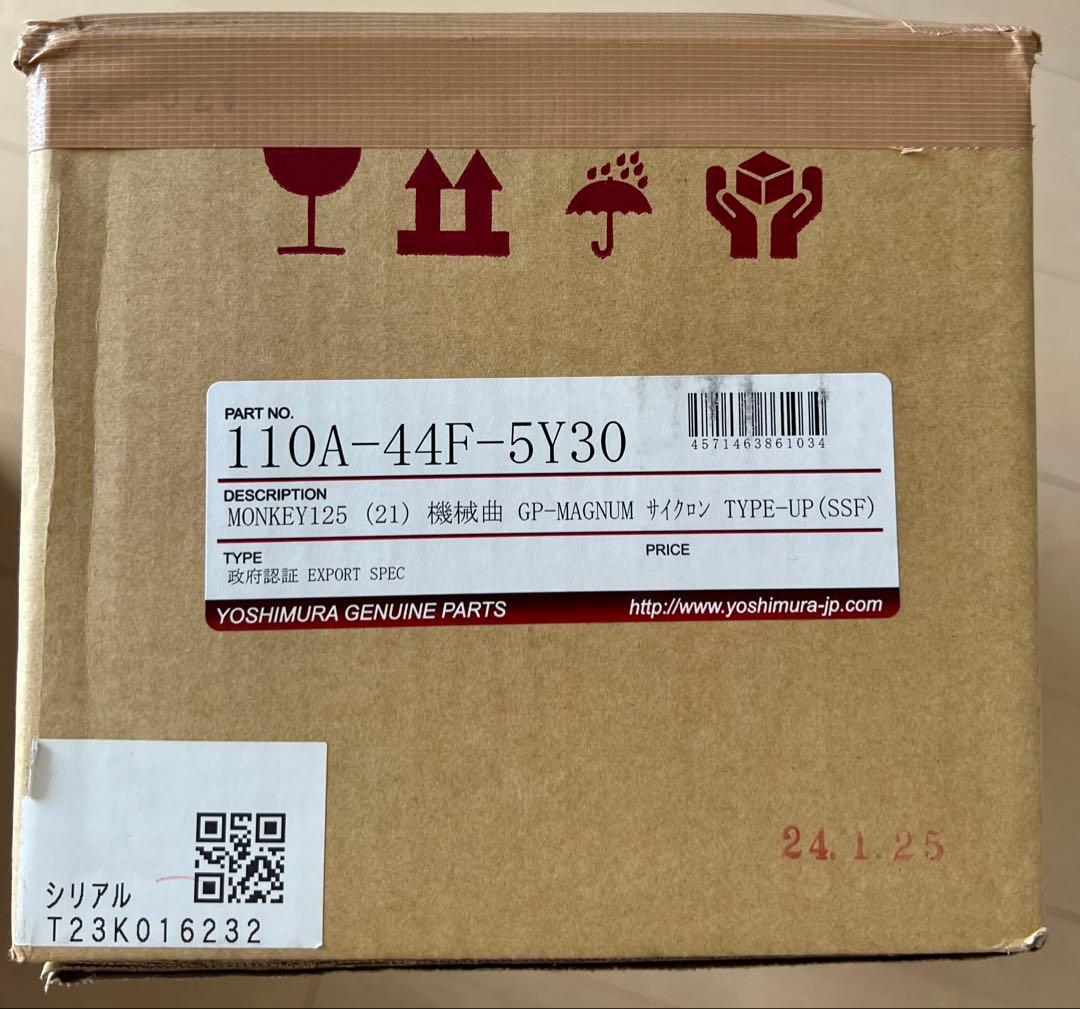 PART NO.
110A-44F-5Y30
4571463861034
DESCRIPTION
MONKEY125 (21) 機械曲 GP-MAGNUM サイクロン TYPE-UP(SSF)
TYPE
PRICE
政府認証 EXPORT SPEC
YOSHIMURA GENUINE PARTS
http://www.yoshimura-jp.com
24.1.25
シリアル
T23K016232